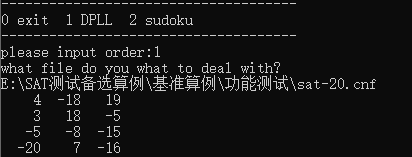 ------------------------------------
0 exit  1 DPLL  2 sudoku
------------------------------------
please input order:1
what file do you what to deal with?
E:\SAT测试备选算例\基准算例\功能测试\sat-20.cnf
4 -18 19
3 18 -5
-5 -8 -15
-20 7 -16